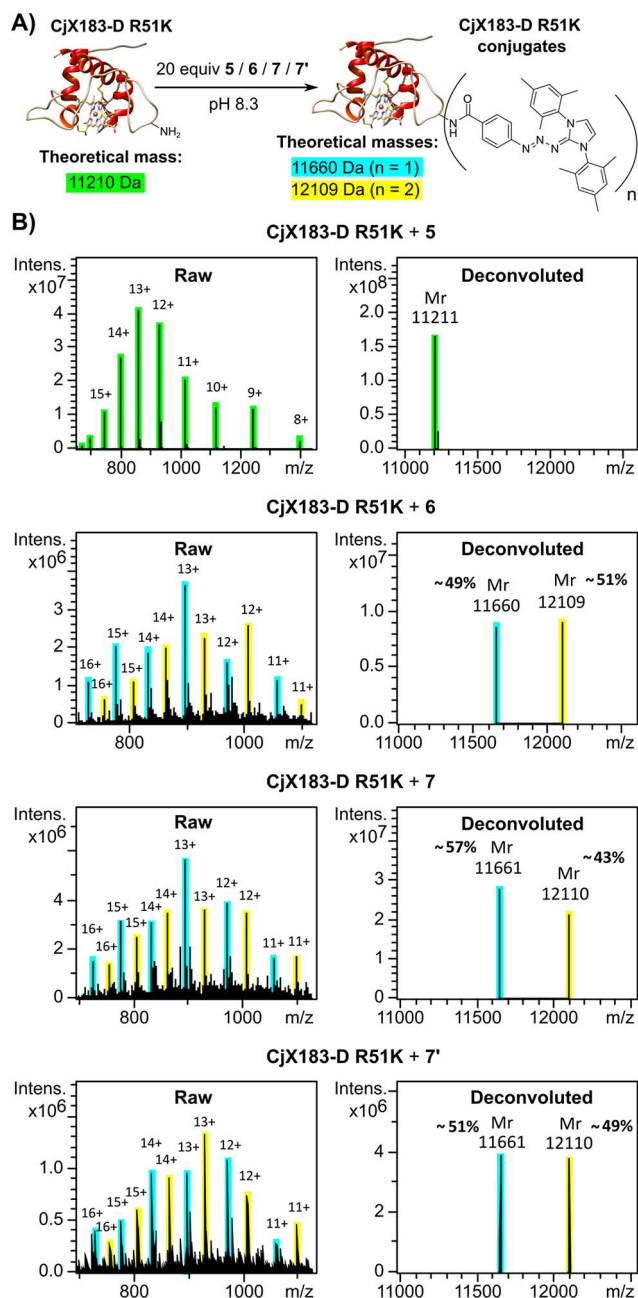 A)
CjX183-D R51K
20 equiv 5 / 6 / 7 / 7'
pH 8.3
CjX183-D R51K
conjugates
NH2
Theoretical mass:
11210 Da
Theoretical masses:
11660 Da (n = 1)
12109 Da (n = 2)
NH
O
N
N
N
N
N
n
B)
CjX183-D R51K + 5
Intens.
x10^7
Raw
4
3
2
1
0
15+
14+
13+
12+
11+
10+
9+
8+
800
1000
1200
m/z
Intens.
x10^8
Deconvoluted
Mr
11211
2.0
1.5
1.0
0.5
0.0
11000
11500
12000
m/z
CjX183-D R51K + 6
Intens.
x10^6
Raw
3
2
1
0
16+
16+
15+
15+
14+
14+
13+
13+
12+
12+
11+
11+
800
1000
m/z
Intens.
x10^7
Deconvoluted
~49%
Mr
11660
Mr
12109
~51%
1.0
0.5
0.0
11000
11500
12000
m/z
CjX183-D R51K + 7
Intens.
x10^6
Raw
4
2
0
16+
16+
15+
15+
14+
14+
13+
13+
12+
12+
11+
11+
800
1000
m/z
Intens.
x10^7
Deconvoluted
~57%
Mr
11661
Mr
12110
~43%
3
2
1
0
11000
11500
12000
m/z
CjX183-D R51K + 7'
Intens.
x10^6
Raw
1.0
0.5
0.0
16+
16+
15+
15+
14+
14+
13+
13+
12+
12+
11+
11+
800
1000
m/z
Intens.
x10^6
Deconvoluted
~51%
Mr
11661
Mr
12110
~49%
4
2
0
11000
11500
12000
m/z